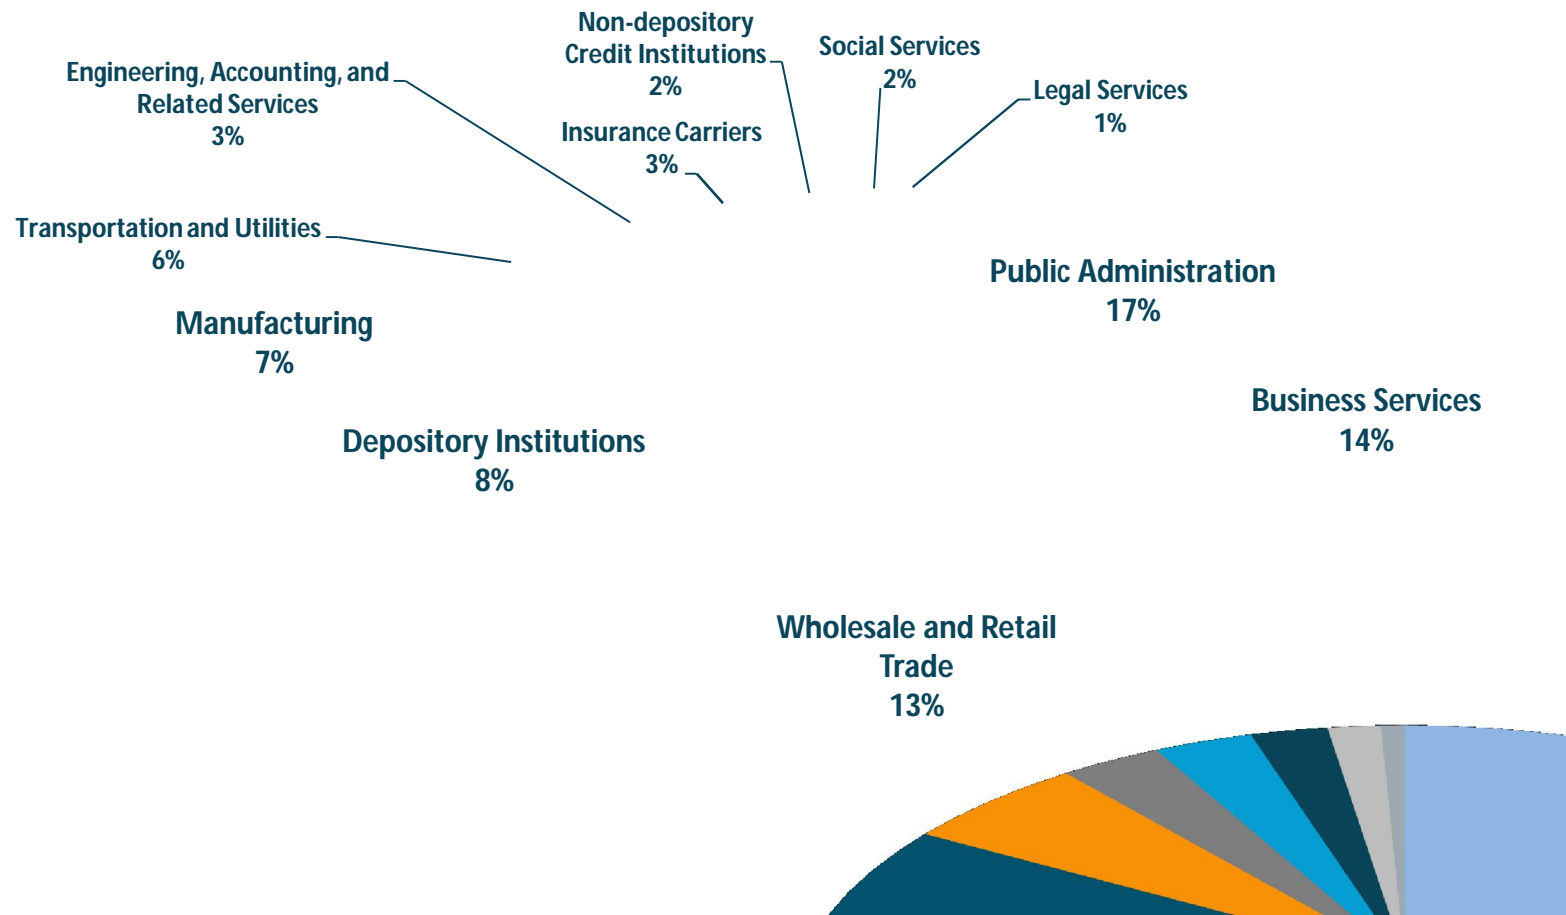 Non-depository
Credit Institutions
2%
Social Services
2%
Engineering, Accounting, and
Related Services
3%
Legal Services
1%
Insurance Carriers
3%
Transportation and Utilities
6%
Public Administration
17%
Manufacturing
7%
Business Services
14%
Depository Institutions
8%
Wholesale and Retail
Trade
13%